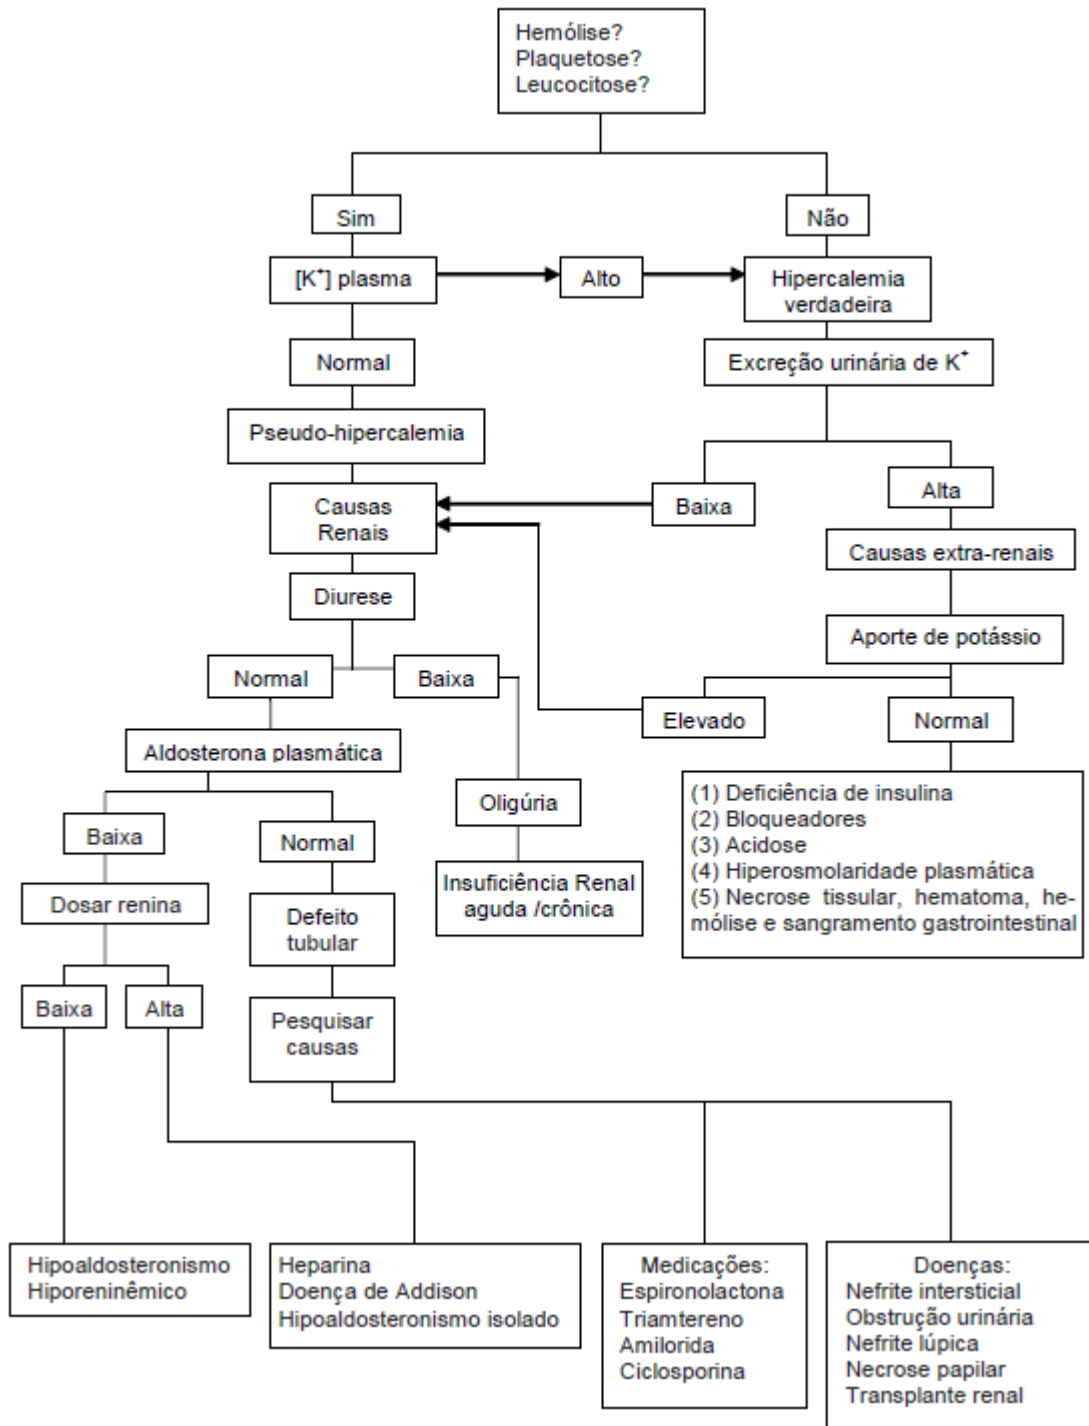 Hemólise?
Plaquetose?
Leucocitose?
Sim
Não
[K⁺] plasma
Alto
Hipercalemia
verdadeira
Normal
Excreção urinária de K⁺
Pseudo-hipercalemia
Causas
Renais
Baixa
Alta
Causas extra-renais
Diurese
Aporte de potássio
Normal
Baixa
Elevado
Normal
Aldosterona plasmática
Oligúria
(1) Deficiência de insulina
(2) Bloqueadores
(3) Acidose
(4) Hiperosmolaridade plasmática
(5) Necrose tissular, hematoma, he-
mólise e sangramento gastrointestinal
Baixa
Normal
Insuficiência Renal
aguda /crônica
Dosar renina
Defeito
tubular
Baixa
Alta
Pesquisar
causas
Hipoaldosteronismo
Hiporeninêmico
Heparina
Doença de Addison
Hipoaldosteronismo isolado
Medicações:
Espironolactona
Triamtereno
Amilorida
Ciclosporina
Doenças:
Nefrite intersticial
Obstrução urinária
Nefrite lúpica
Necrose papilar
Transplante renal